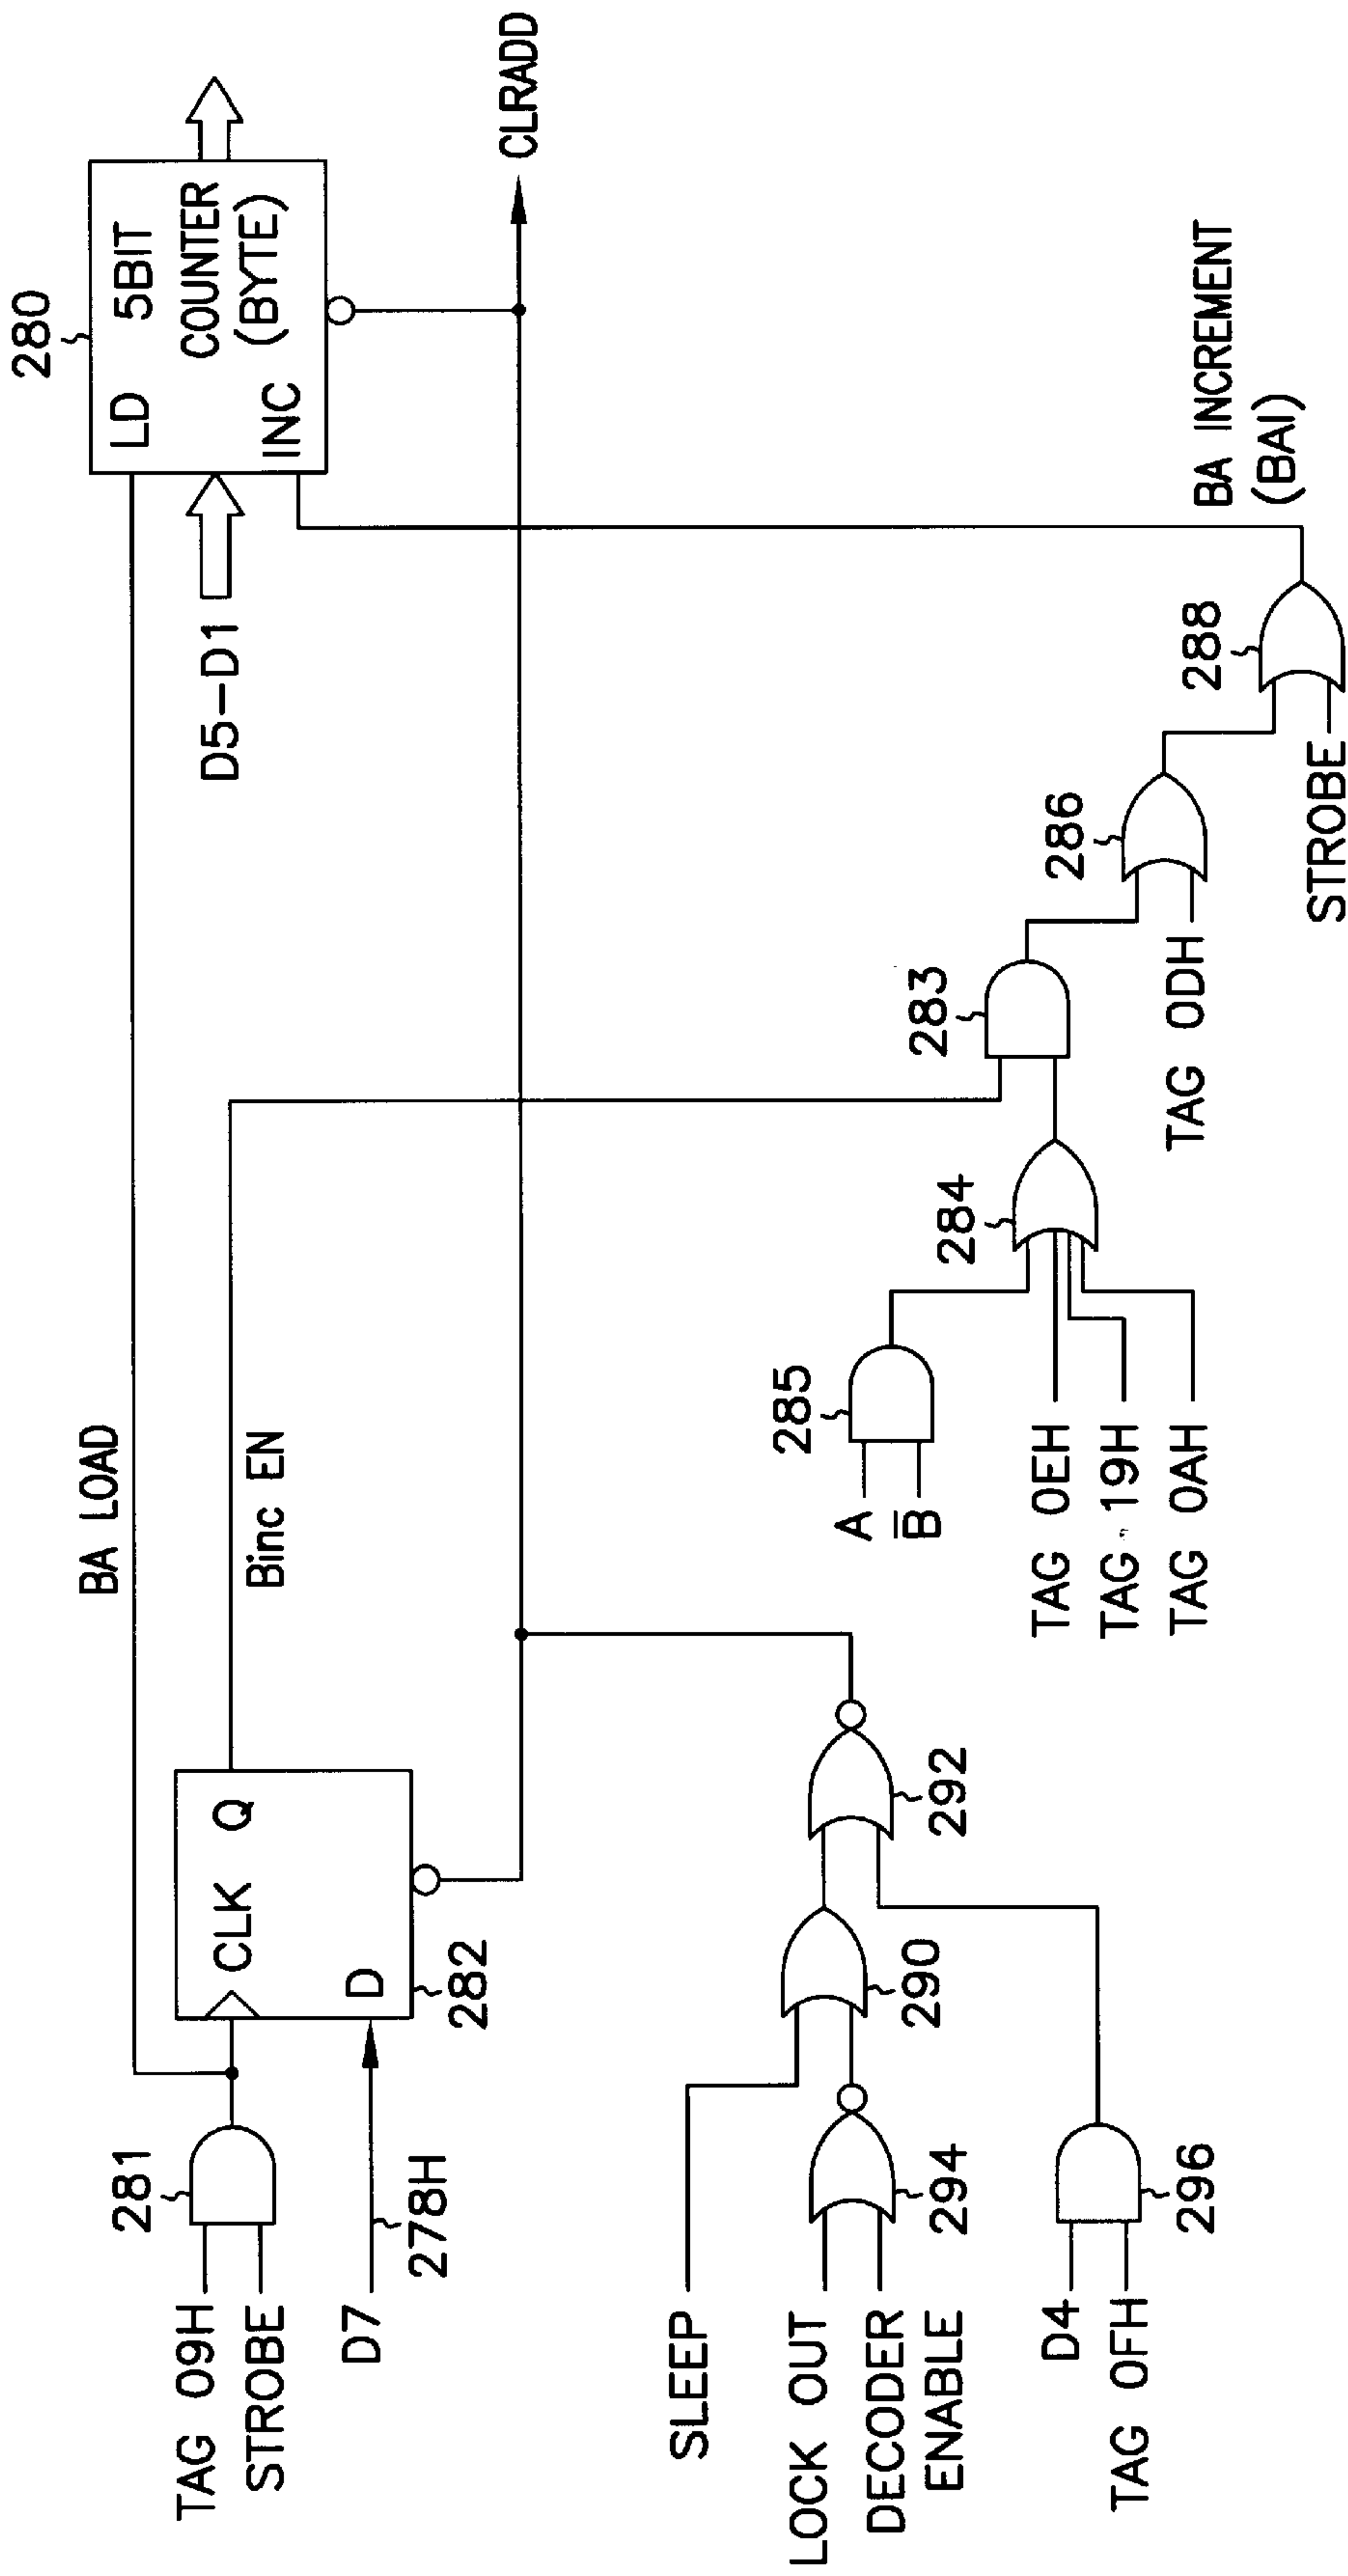 280
LD 5BIT
COUNTER
(BYTE)
INC
CLRADD
D5-D1
BA LOAD
Binc EN
281
TAG 09H
STROBE
CLK Q
D
282
D7
278H
BA INCREMENT
(BAI)
288
STROBE
286
TAG 0DH
283
284
285
A
B̅
TAG 0EH
TAG 19H
TAG 0AH
292
290
SLEEP
294
LOCK OUT
DECODER
ENABLE
296
D4
TAG 0FH